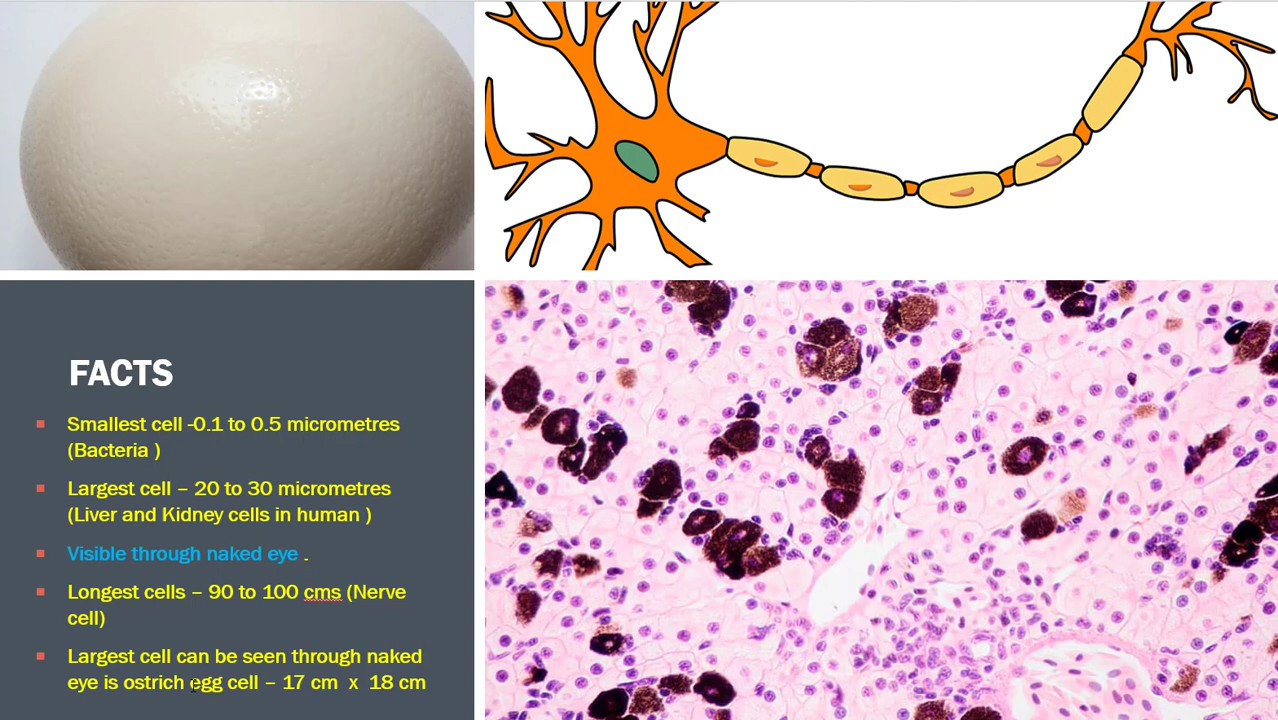 FACTS
Smallest cell -0.1 to 0.5 micrometres
(Bacteria )
Largest cell – 20 to 30 micrometres
(Liver and Kidney cells in human )
Visible through naked eye .
Longest cells – 90 to 100 cms (Nerve
cell)
Largest cell can be seen through naked
eye is ostrich egg cell – 17 cm x 18 cm